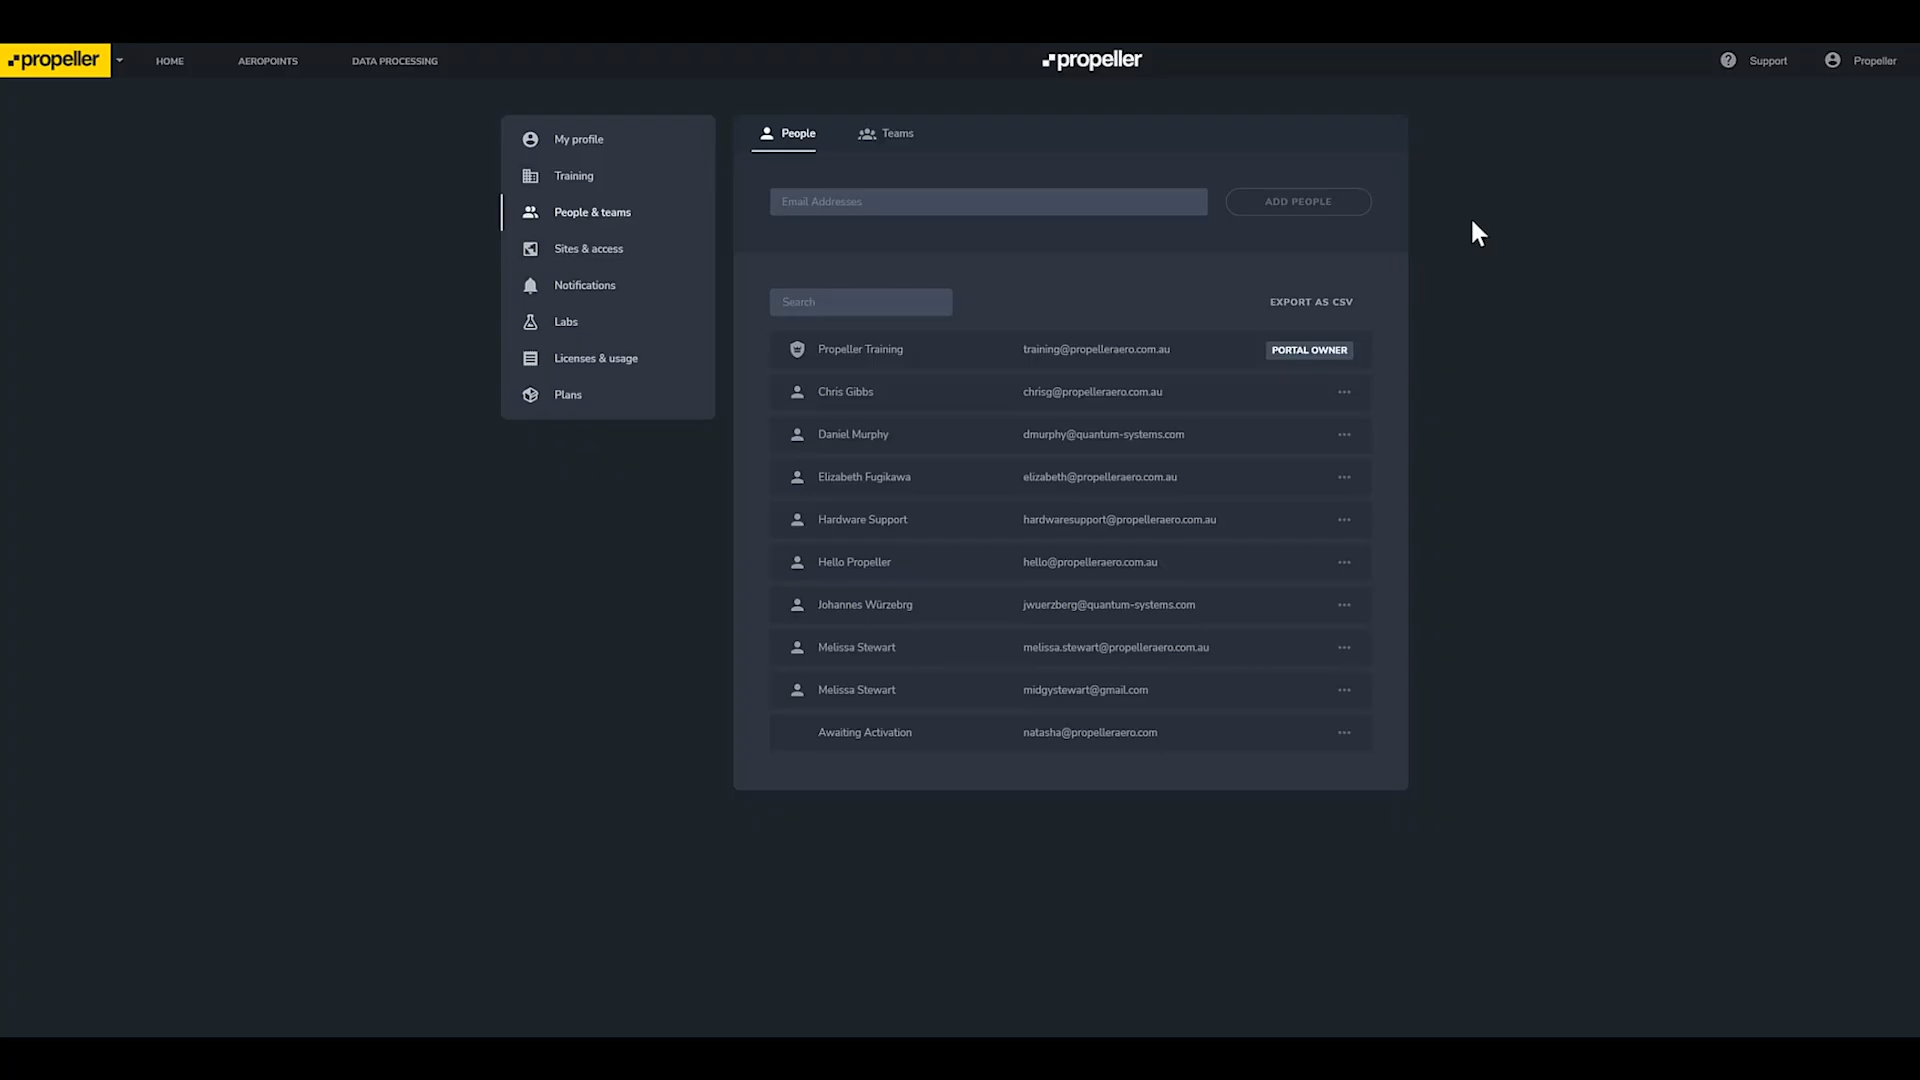 propeller
HOME
AEROPOINTS
DATA PROCESSING
propeller
Support
Propeller
My profile
Training
People & teams
Sites & access
Notifications
Labs
Licenses & usage
Plans
People
Teams
Email Addresses
ADD PEOPLE
Search
EXPORT AS CSV
Propeller Training training@propelleraero.com.au PORTAL OWNER
Chris Gibbs chrisg@propelleraero.com.au
Daniel Murphy dmurphy@quantum-systems.com
Elizabeth Fugikawa elizabeth@propelleraero.com.au
Hardware Support hardwaresupport@propelleraero.com.au
Hello Propeller hello@propelleraero.com.au
Johannes Würzebrg jwuerzberg@quantum-systems.com
Melissa Stewart melissa.stewart@propelleraero.com.au
Melissa Stewart midgystewart@gmail.com
Awaiting Activation natasha@propelleraero.com